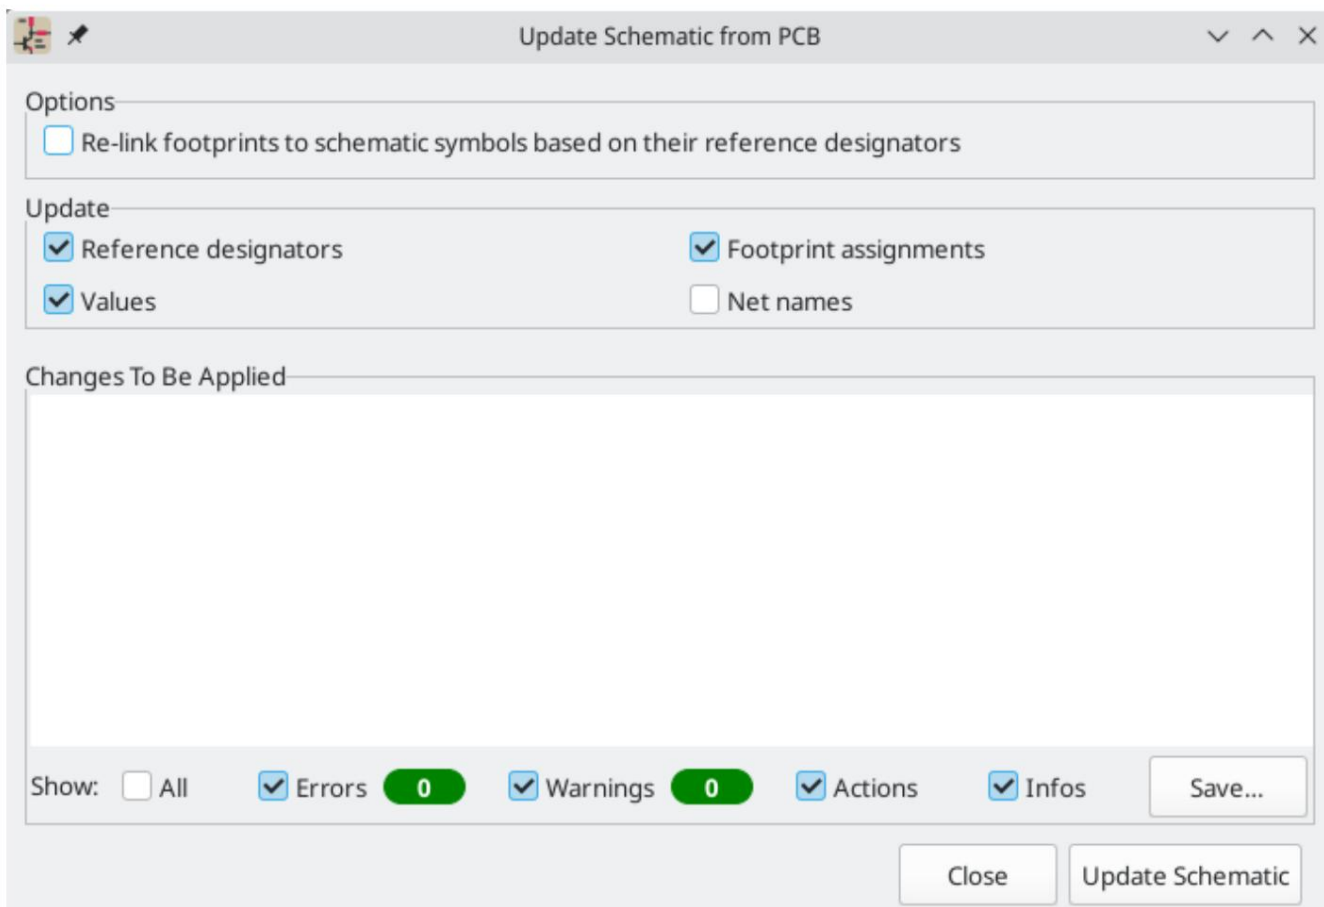 Update Schematic from PCB
Options
Re-link footprints to schematic symbols based on their reference designators
Update
Reference designators Footprint assignments
Values Net names
Changes To Be Applied
Show: All Errors 0 Warnings 0 Actions Infos Save...
Close Update Schematic